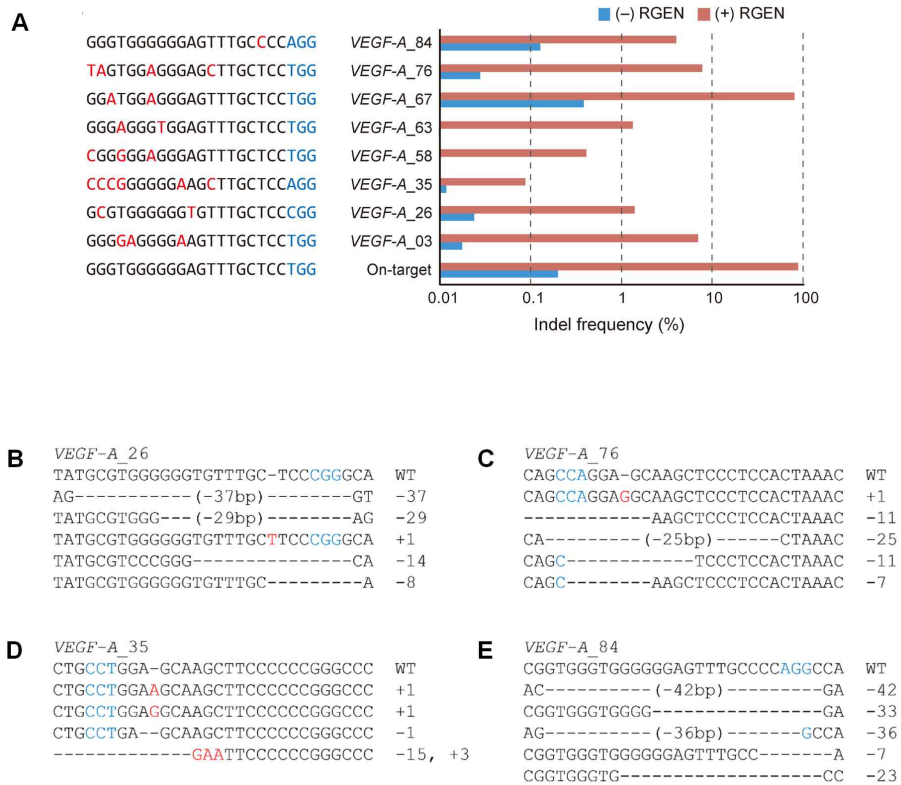 A
(–) RGEN (+) RGEN
GGGTGGGGGGAGTTTGCCCCAGG VEGF-A_84
TAGTGGAGGGAGCTTGCTCCTGG VEGF-A_76
GGATGGAGGGAGTTTGCTCCTGG VEGF-A_67
GGGAGGGTGGAGTTTGCTCCTGG VEGF-A_63
CGGGGGAGGGAGTTTGCTCCTGG VEGF-A_58
CCCGGGGGGAAGCTTGCTCCAGG VEGF-A_35
GCGTGGGGGGTGTTTGCTCCCGG VEGF-A_26
GGGGAGGGGAAGTTTGCTCCTGG VEGF-A_03
GGGTGGGGGGAGTTTGCTCCTGG On-target
0.01 0.1 1 10 100
Indel frequency (%)
B
VEGF-A_26
TATGCGTGGGGGGTGTTTGC-TCCCGGGCA WT
AG-----------(-37bp)--------GT -37
TATGCGTGGG---(-29bp)--------AG -29
TATGCGTGGGGGGTGTTTGCTTCCCGGGCA +1
TATGCGTCCCGGG---------------CA -14
TATGCGTGGGGGGTGTTTGC---------A -8
C
VEGF-A_76
CAGCCAGGA-GCAAGCTCCCTCCACTAAAC WT
CAGCCAGGAGGCAAGCTCCCTCCACTAAAC +1
------------AAGCTCCCTCCACTAAAC -11
CA---------(-25bp)------CTAAAC -25
CAGC------------TCCCTCCACTAAAC -11
CAGC--------AAGCTCCCTCCACTAAAC -7
D
VEGF-A_35
CTGCCTGGA-GCAAGCTTCCCCCCGGGCCC WT
CTGCCTGGAAGCAAGCTTCCCCCCGGGCCC +1
CTGCCTGGAGGCAAGCTTCCCCCCGGGCCC +1
CTGCCTGA--GCAAGCTTCCCCCCGGGCCC -1
-------------GAATTCCCCCCGGGCCC -15, +3
E
VEGF-A_84
CGGTGGGTGGGGGGAGTTTGCCCCAGGCCA WT
AC----------(-42bp)---------GA -42
CGGTGGGTGGGG----------------GA -33
AG----------(-36bp)-------GCCA -36
CGGTGGGTGGGGGGAGTTTGCC-------A -7
CGGTGGGTG-------------------CC -23